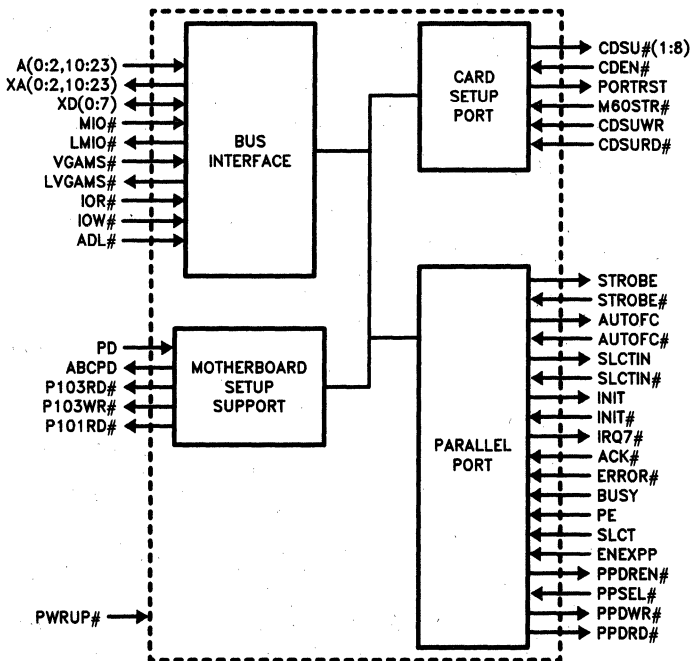 A(0:2,10:23)
XA(0:2,10:23)
XD(0:7)
MIO#
LMIO#
VGAMS#
LVGAMS#
IOR#
IOW#
ADL#
BUS
INTERFACE
CARD
SETUP
PORT
CDSU#(1:8)
CDEN#
PORTRST
M60STR#
CDSUWR
CDSURD#
PD
ABCPD
P103RD#
P103WR#
P101RD#
MOTHERBOARD
SETUP
SUPPORT
PARALLEL
PORT
STROBE
STROBE#
AUTOFC
AUTOFC#
SLCTIN
SLCTIN#
INIT
INIT#
IRQ7#
ACK#
ERROR#
BUSY
PE
SLCT
ENEXPP
PPDREN#
PPSEL#
PPDWR#
PPDRD#
PWRUP#